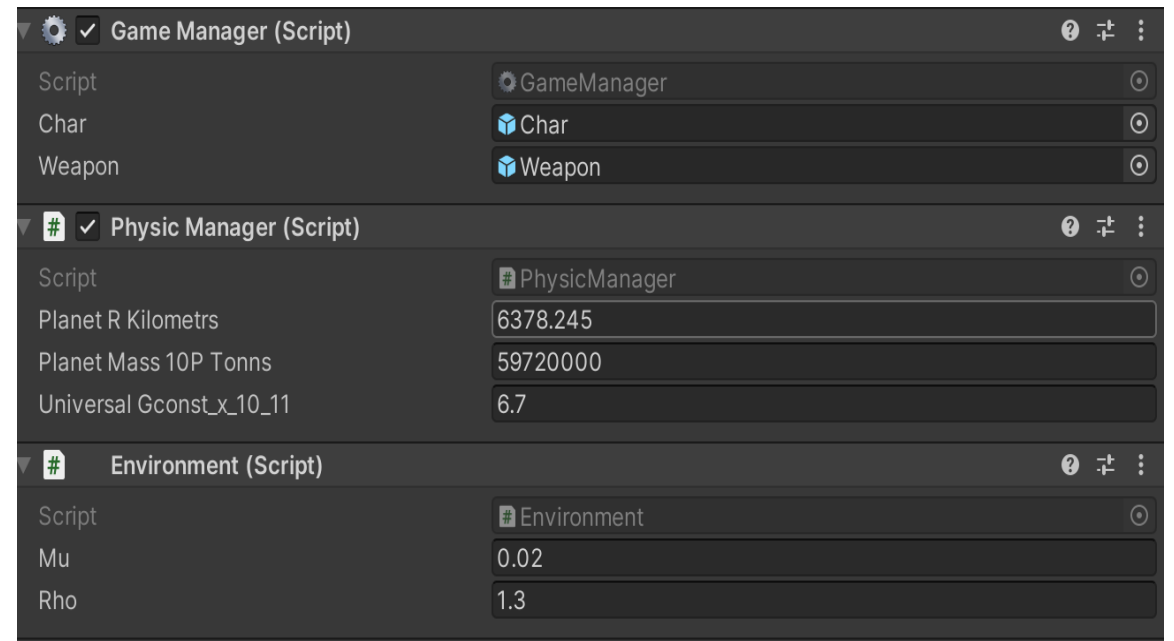 Game Manager (Script)
Script GameManager
Char Char
Weapon Weapon
# Physic Manager (Script)
Script # PhysicManager
Planet R Kilometrs 6378.245
Planet Mass 10P Tonns 59720000
Universal Gconst_x_10_11 6.7
# Environment (Script)
Script # Environment
Mu 0.02
Rho 1.3